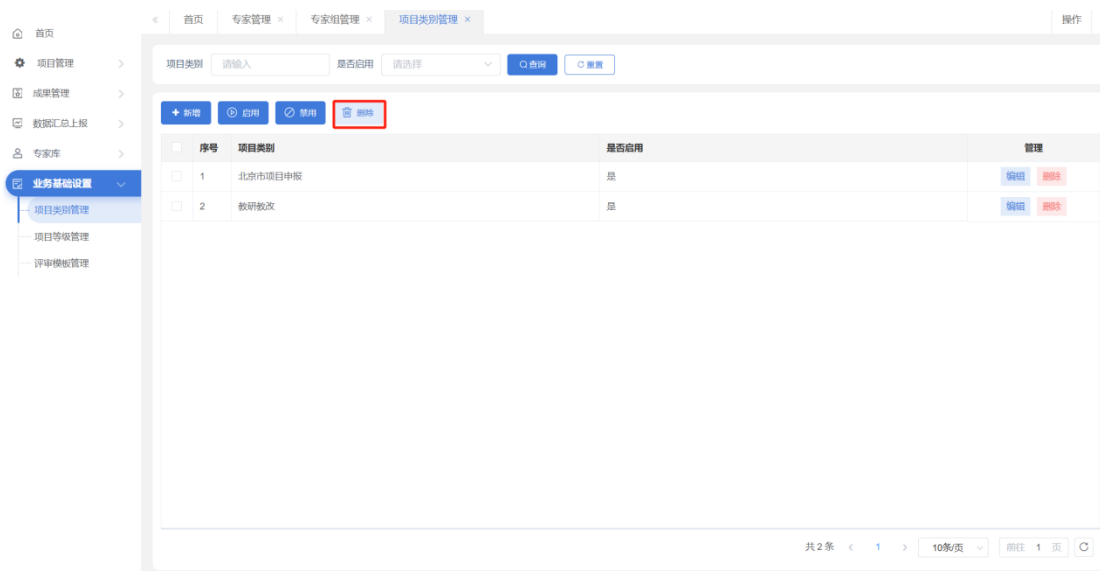 首页
项目管理
成果管理
数据汇总上报
专家库
业务基础设置
项目类别管理
项目等级管理
评审模板管理
首页 专家管理 × 专家组管理 × 项目类别管理 × 操作
项目类别 请输入 是否启用 请选择 查询 重置
+ 新增 启用 禁用 删除
序号 项目类别 是否启用 管理
1 北京市项目申报 是 编辑 删除
2 教研教改 是 编辑 删除
共 2 条 1 10条/页 前往 1 页